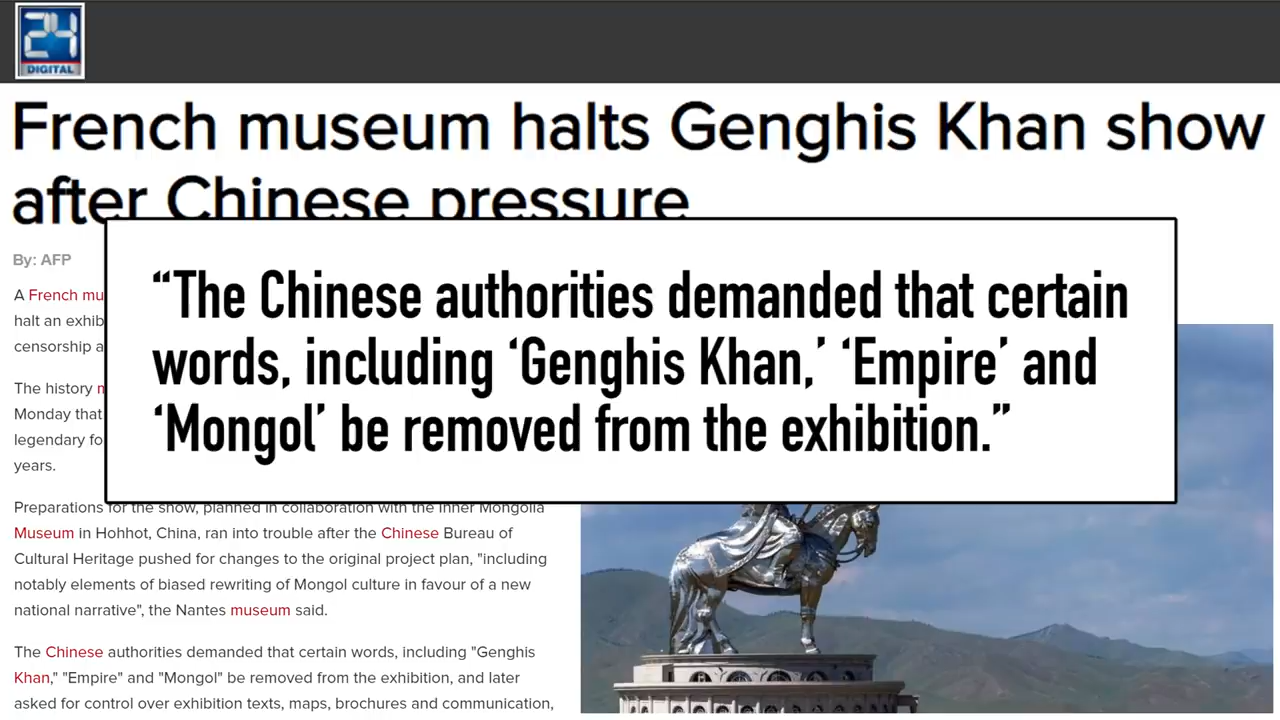 24
DIGITAL
French museum halts Genghis Khan show
after Chinese pressure
By: AFP
“The Chinese authorities demanded that certain
words, including ‘Genghis Khan,’ ‘Empire’ and
‘Mongol’ be removed from the exhibition.”
A French mu
halt an exhib
censorship a
The history m
Monday that
legendary fo
years.
Preparations for the show, planned in collaboration with the Inner Mongolia
Museum in Hohhot, China, ran into trouble after the Chinese Bureau of
Cultural Heritage pushed for changes to the original project plan, "including
notably elements of biased rewriting of Mongol culture in favour of a new
national narrative", the Nantes museum said.
The Chinese authorities demanded that certain words, including "Genghis
Khan," "Empire" and "Mongol" be removed from the exhibition, and later
asked for control over exhibition texts, maps, brochures and communication,